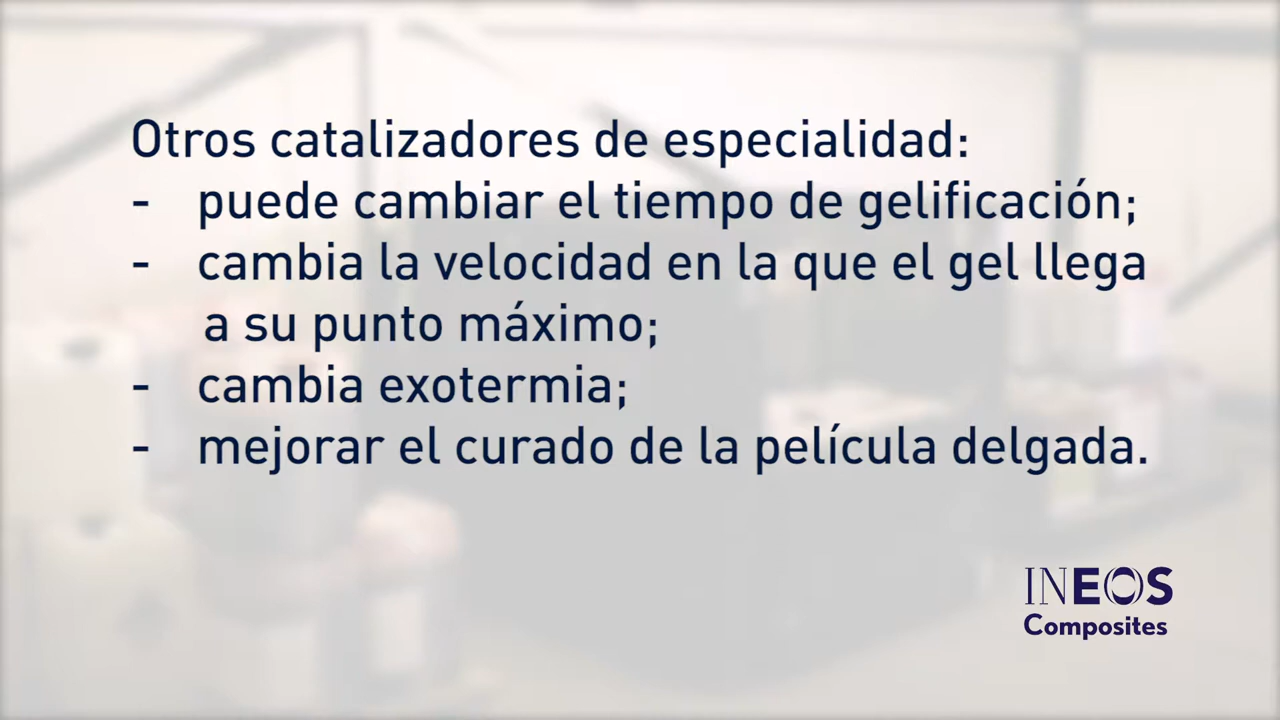 Otros catalizadores de especialidad:
- puede cambiar el tiempo de gelificación;
- cambia la velocidad en la que el gel llega
a su punto máximo;
- cambia exotermia;
- mejorar el curado de la película delgada.
INEOS
Composites